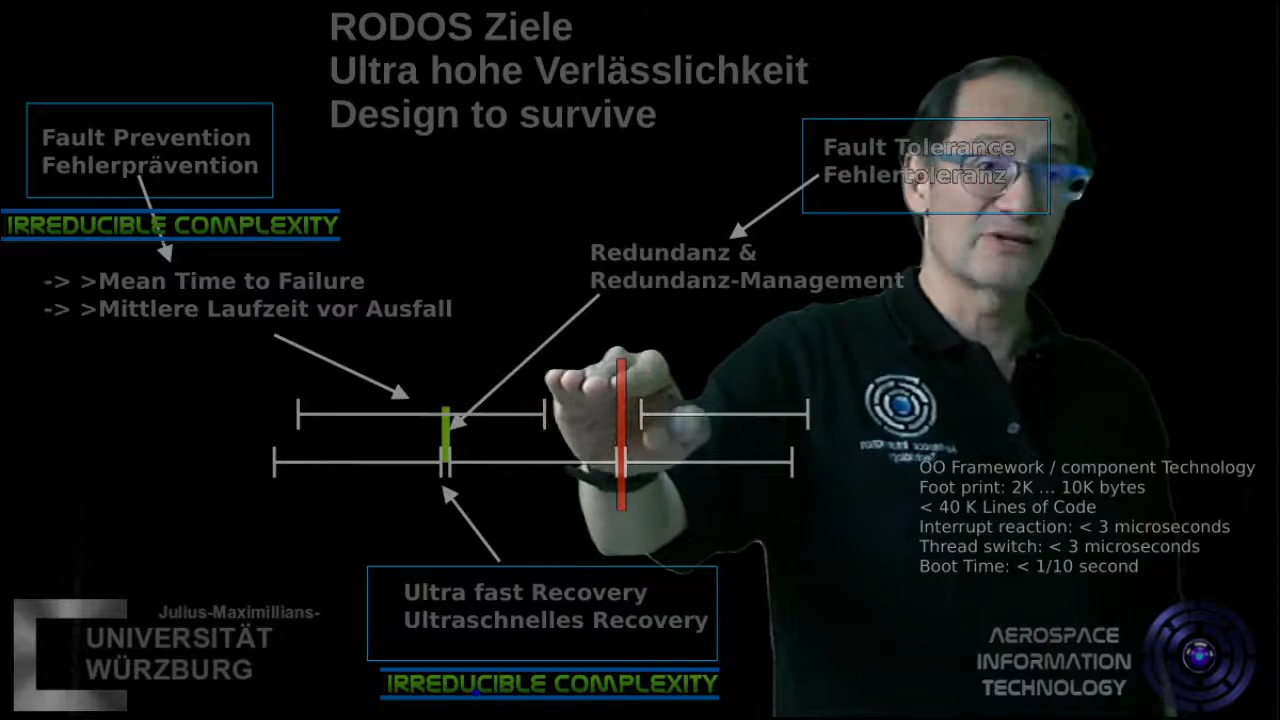 RODOS Ziele
Ultra hohe Verlässlichkeit
Design to survive
Fault Prevention
Fehlerprävention
IRREDUCIBLE COMPLEXITY
-> >Mean Time to Failure
-> >Mittlere Laufzeit vor Ausfall
Fault Tolerance
Fehlertoleranz
Redundanz &
Redundanz-Management
OO Framework / component Technology
Foot print: 2K ... 10K bytes
< 40 K Lines of Code
Interrupt reaction: < 3 microseconds
Thread switch: < 3 microseconds
Boot Time: < 1/10 second
Ultra fast Recovery
Ultraschnelles Recovery
IRREDUCIBLE COMPLEXITY
Julius-Maximillians-
UNIVERSITÄT
WÜRZBURG
AEROSPACE
INFORMATION
TECHNOLOGY